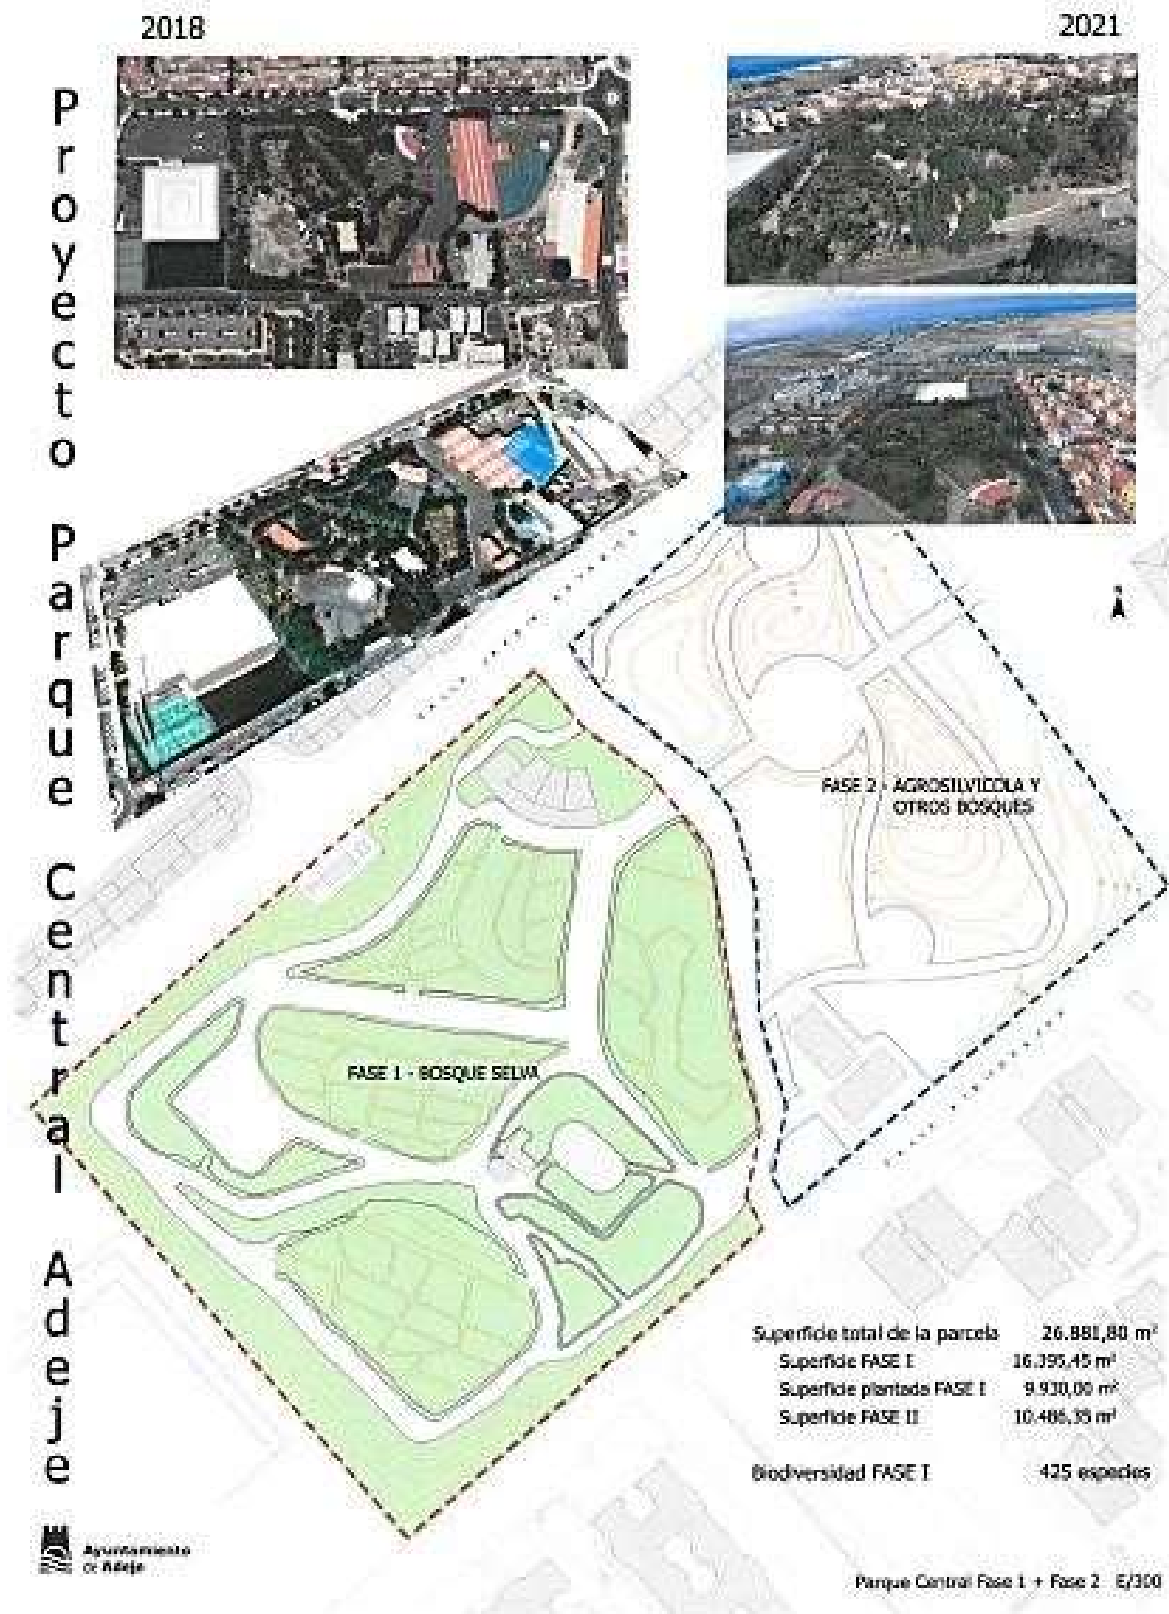 2018
2021
Proyecto Parque Central Adeje
FASE 2 - AGROSILVÍCOLA Y
OTROS BOSQUES
FASE 1 - BOSQUE SELVA
Superficie total de la parcela 26.881,80 m²
Superficie FASE I 16.395,45 m²
Superficie plantada FASE I 9.930,00 m²
Superficie FASE II 10.486,35 m²
Biodiversidad FASE I 425 especies
Ayuntamiento
de Adeje
Parque Central Fase 1 + Fase 2 E/300